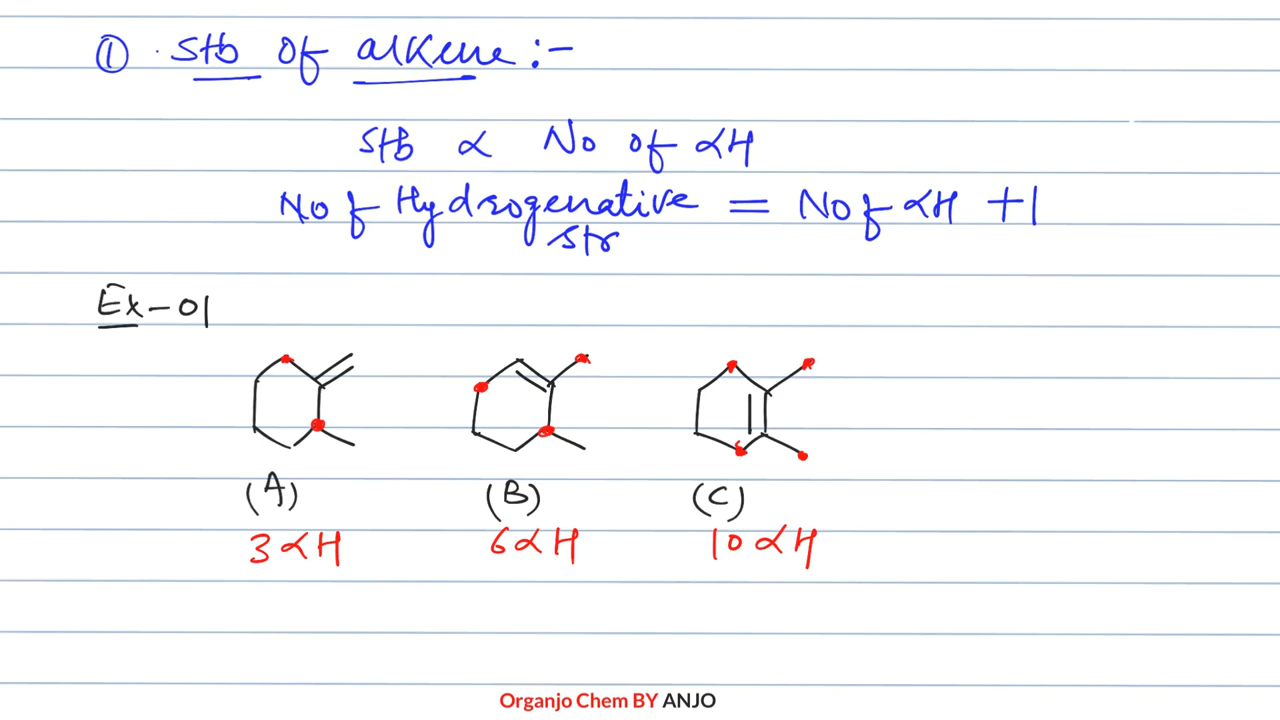 ① . Stb of alkene :-
Stb ∝ No of αH
No of Hydrogenative = No of αH + 1
Str
Ex-01
(A) (B) (C)
3αH 6αH 10αH
Organjo Chem BY ANJO